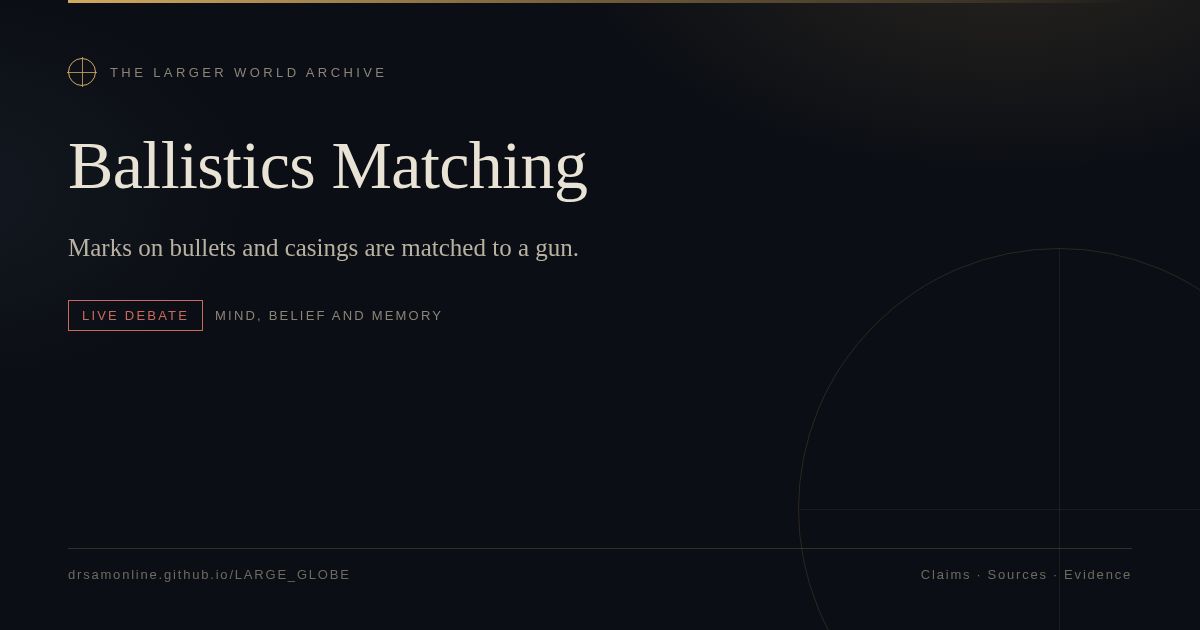 THE LARGER WORLD ARCHIVE
Ballistics Matching
Marks on bullets and casings are matched to a gun.
LIVE DEBATE MIND, BELIEF AND MEMORY
drsamonline.github.io/LARGE_GLOBE Claims · Sources · Evidence